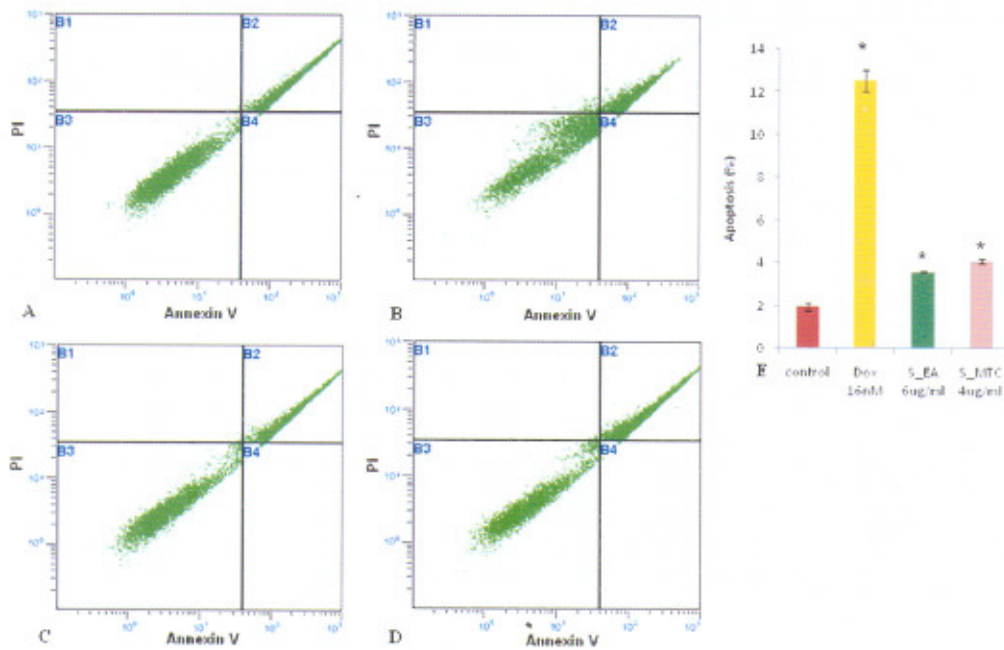 B1 B2
B3 B4
PI
Annexin V
A
B1 B2
B3 B4
PI
Annexin V
B
B1 B2
B3 B4
PI
Annexin V
C
B1 B2
B3 B4
PI
Annexin V
D
14
12
10
8
6
4
2
0
Apoptosis (%)
*
*
*
E
control Dox S_EA S_MTC
16nM 6ug/ml 4ug/ml